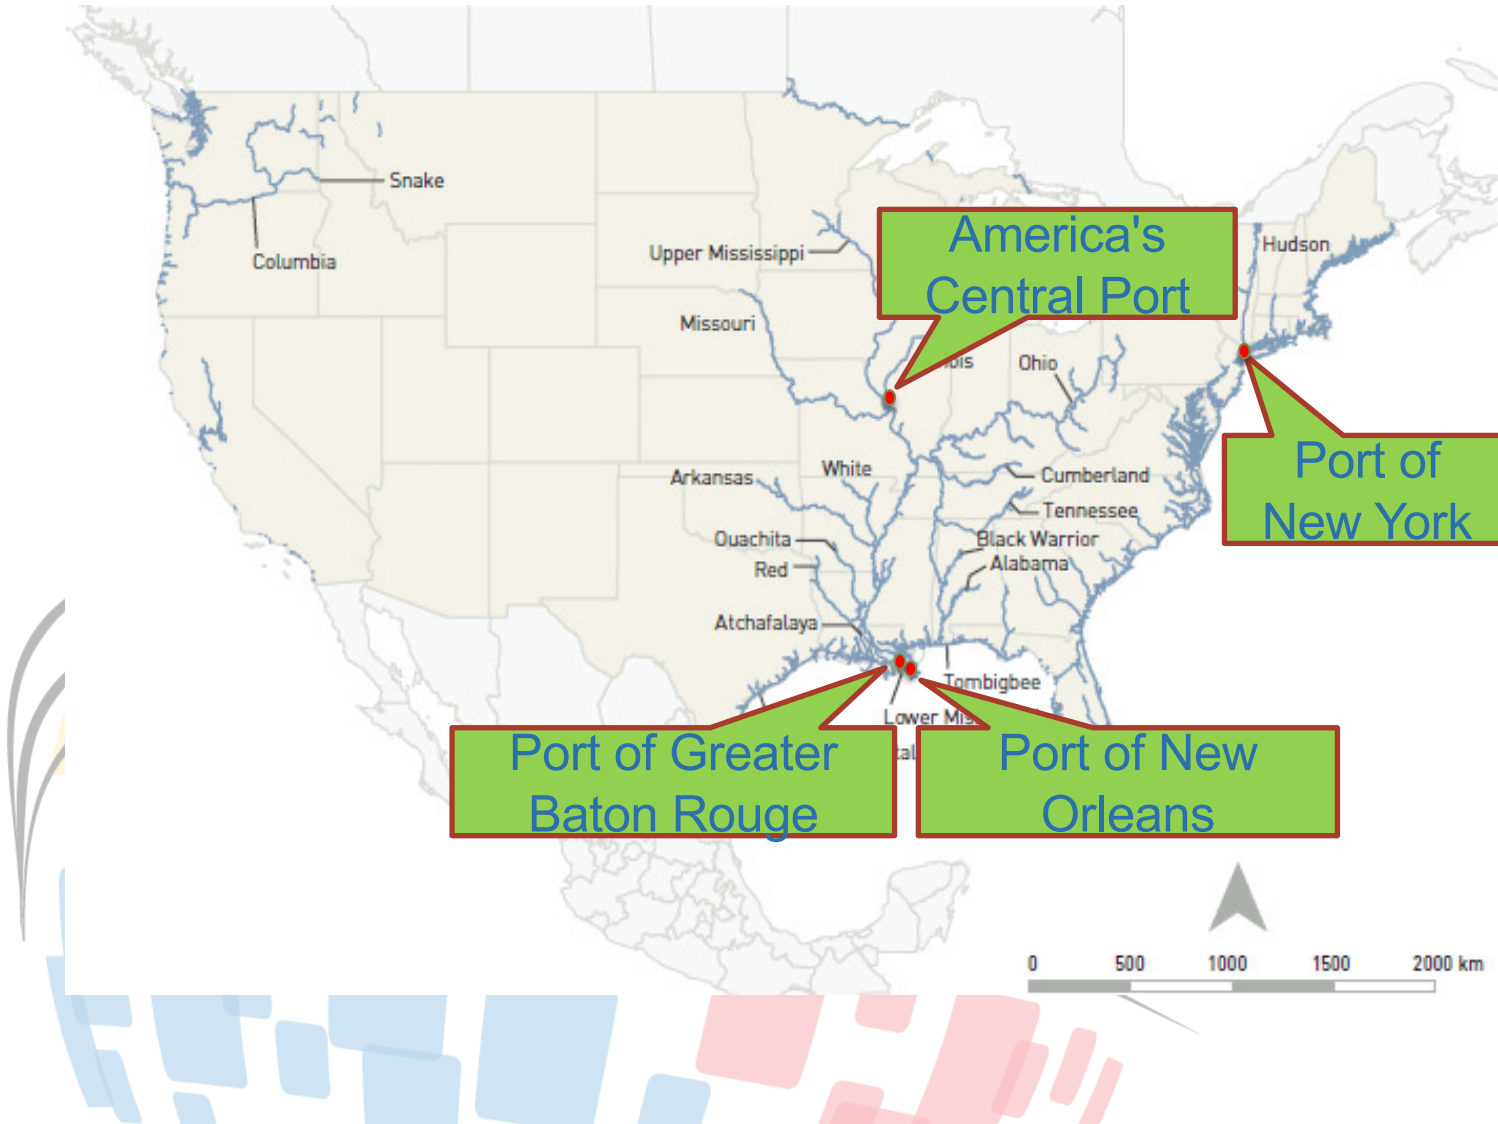 Snake
Columbia
Upper Mississippi
Missouri
America's
Central Port
Hudson
Ohio
Port of
New York
Arkansas
White
Cumberland
Tennessee
Ouachita
Black Warrior
Red
Alabama
Atchafalaya
Tombigbee
Lower
Port of Greater
Baton Rouge
Port of New
Orleans
0 500 1000 1500 2000 km